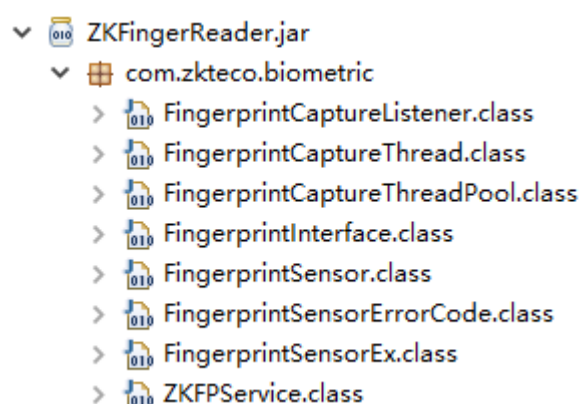 ZKFingerReader.jar
com.zkteco.biometric
FingerprintCaptureListener.class
FingerprintCaptureThread.class
FingerprintCaptureThreadPool.class
FingerprintInterface.class
FingerprintSensor.class
FingerprintSensorErrorCode.class
FingerprintSensorEx.class
ZKFPService.class